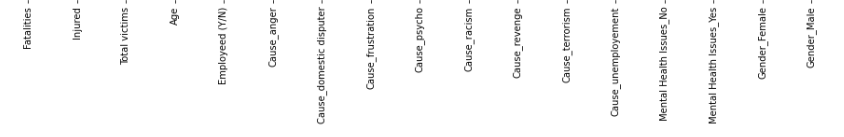 Fatalities
Injured
Total victims
Age
Employeed (Y/N)
Cause_anger
Cause_domestic disputer
Cause_frustration
Cause_psycho
Cause_racism
Cause_revenge
Cause_terrorism
Cause_unemployement
Mental Health Issues_No
Mental Health Issues_Yes
Gender_Female
Gender_Male